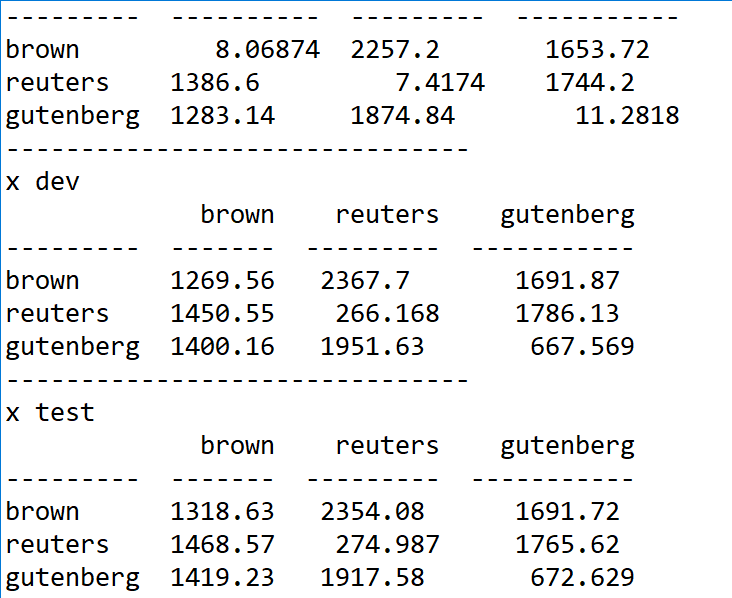 ---------  ----------  ---------  -----------
brown         8.06874  2257.2       1653.72
reuters    1386.6         7.4174    1744.2
gutenberg  1283.14     1874.84        11.2818
-------------------------------
x dev
             brown    reuters    gutenberg
---------  -------  ---------  -----------
brown      1269.56   2367.7       1691.87
reuters    1450.55    266.168     1786.13
gutenberg  1400.16   1951.63       667.569
-------------------------------
x test
             brown    reuters    gutenberg
---------  -------  ---------  -----------
brown      1318.63   2354.08      1691.72
reuters    1468.57    274.987     1765.62
gutenberg  1419.23   1917.58       672.629